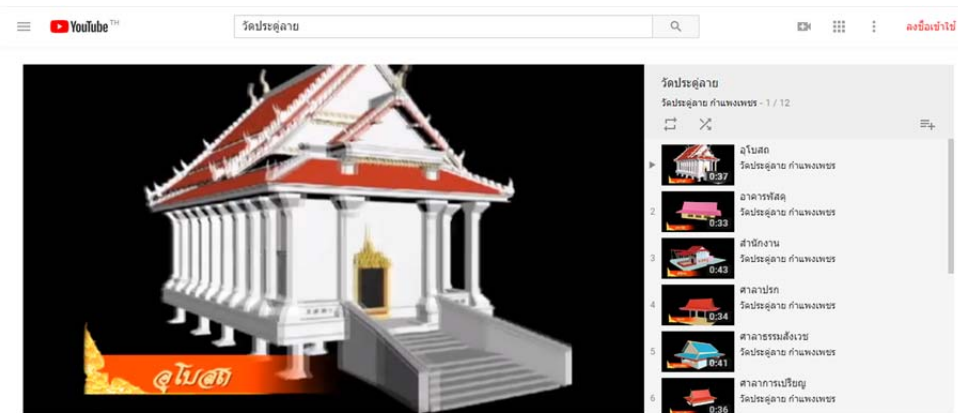 YouTube TH
วัดประดู่ลาย
ลงชื่อเข้าใช้
อุโบสถ
วัดประดู่ลาย
วัดประดู่ลาย กำแพงเพชร - 1 / 12
อุโบสถ
วัดประดู่ลาย กำแพงเพชร
0:37
2
อาคารพัสดุ
วัดประดู่ลาย กำแพงเพชร
0:33
3
สำนักงาน
วัดประดู่ลาย กำแพงเพชร
0:43
4
ศาลาปรก
วัดประดู่ลาย กำแพงเพชร
0:34
5
ศาลาธรรมสังเวช
วัดประดู่ลาย กำแพงเพชร
0:41
6
ศาลาการเปรียญ
วัดประดู่ลาย กำแพงเพชร
0:36